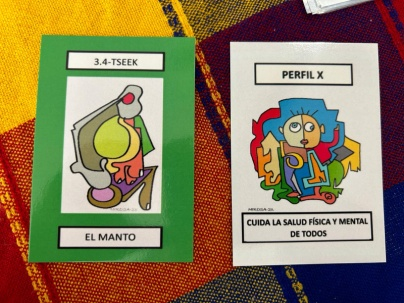 3.4-TSEEK
EL MANTO
PERFIL X
CUIDA LA SALUD FÍSICA Y MENTAL
DE TODOS